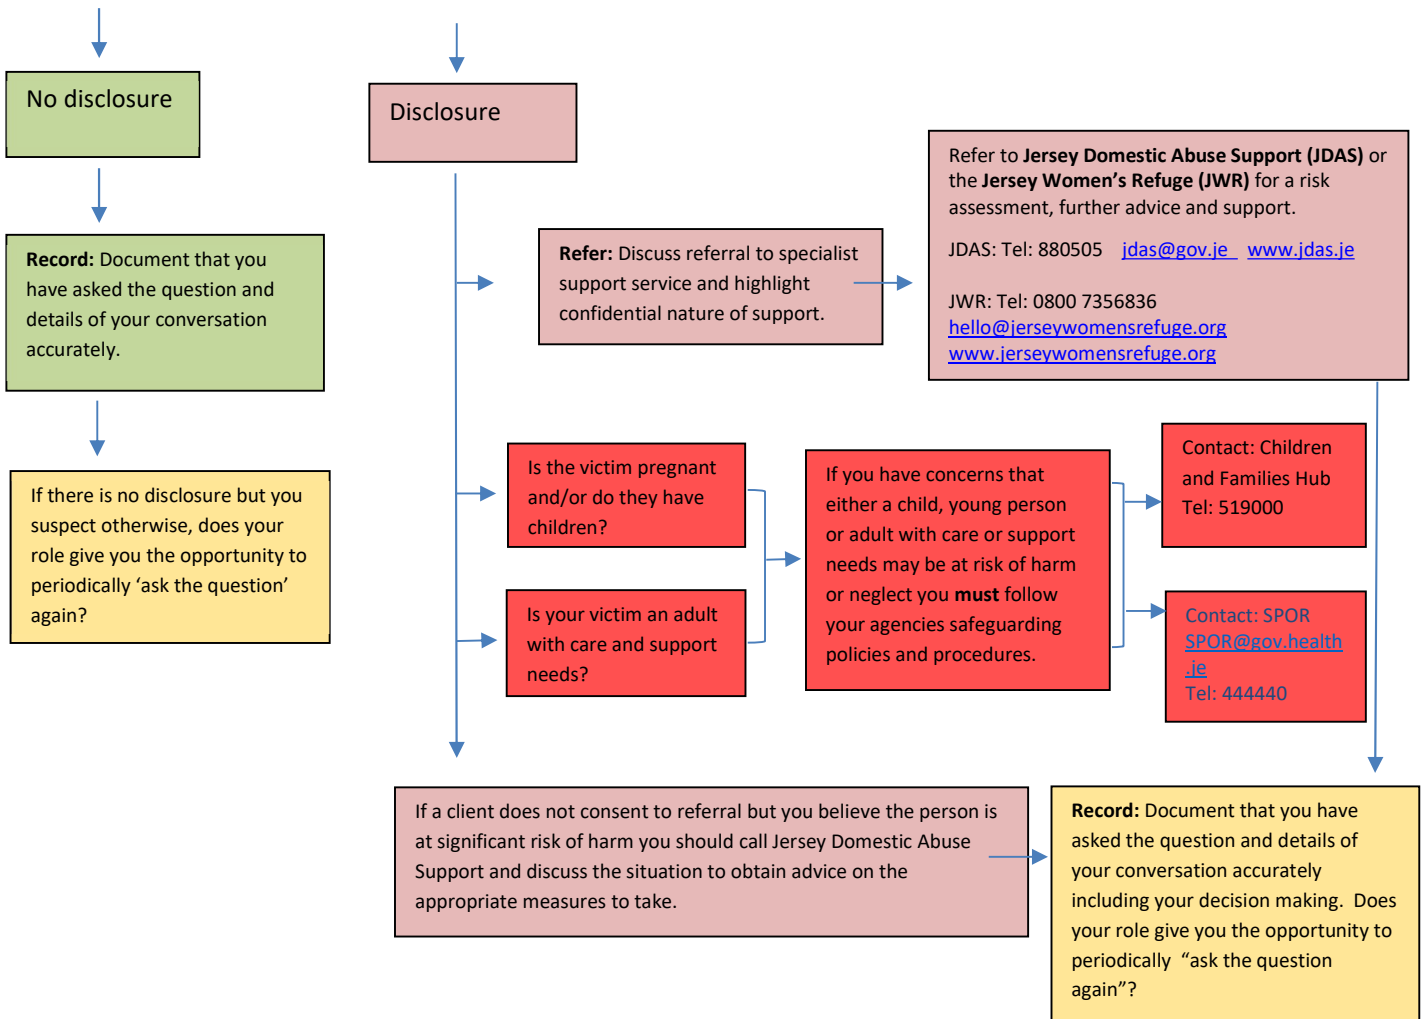 No disclosure
Record: Document that you
have asked the question and
details of your conversation
accurately.
If there is no disclosure but you
suspect otherwise, does your
role give you the opportunity to
periodically ‘ask the question’
again?
Disclosure
Refer: Discuss referral to specialist
support service and highlight
confidential nature of support.
Refer to Jersey Domestic Abuse Support (JDAS) or
the Jersey Women’s Refuge (JWR) for a risk
assessment, further advice and support.
JDAS: Tel: 880505 jdas@gov.je www.jdas.je
JWR: Tel: 0800 7356836
hello@jerseywomensrefuge.org
www.jerseywomensrefuge.org
Is the victim pregnant
and/or do they have
children?
Is your victim an adult
with care and support
needs?
If you have concerns that
either a child, young person
or adult with care or support
needs may be at risk of harm
or neglect you must follow
your agencies safeguarding
policies and procedures.
Contact: Children
and Families Hub
Tel: 519000
Contact: SPOR
SPOR@gov.health
.je
Tel: 444440
If a client does not consent to referral but you believe the person is
at significant risk of harm you should call Jersey Domestic Abuse
Support and discuss the situation to obtain advice on the
appropriate measures to take.
Record: Document that you have
asked the question and details of
your conversation accurately
including your decision making. Does
your role give you the opportunity to
periodically “ask the question
again”?